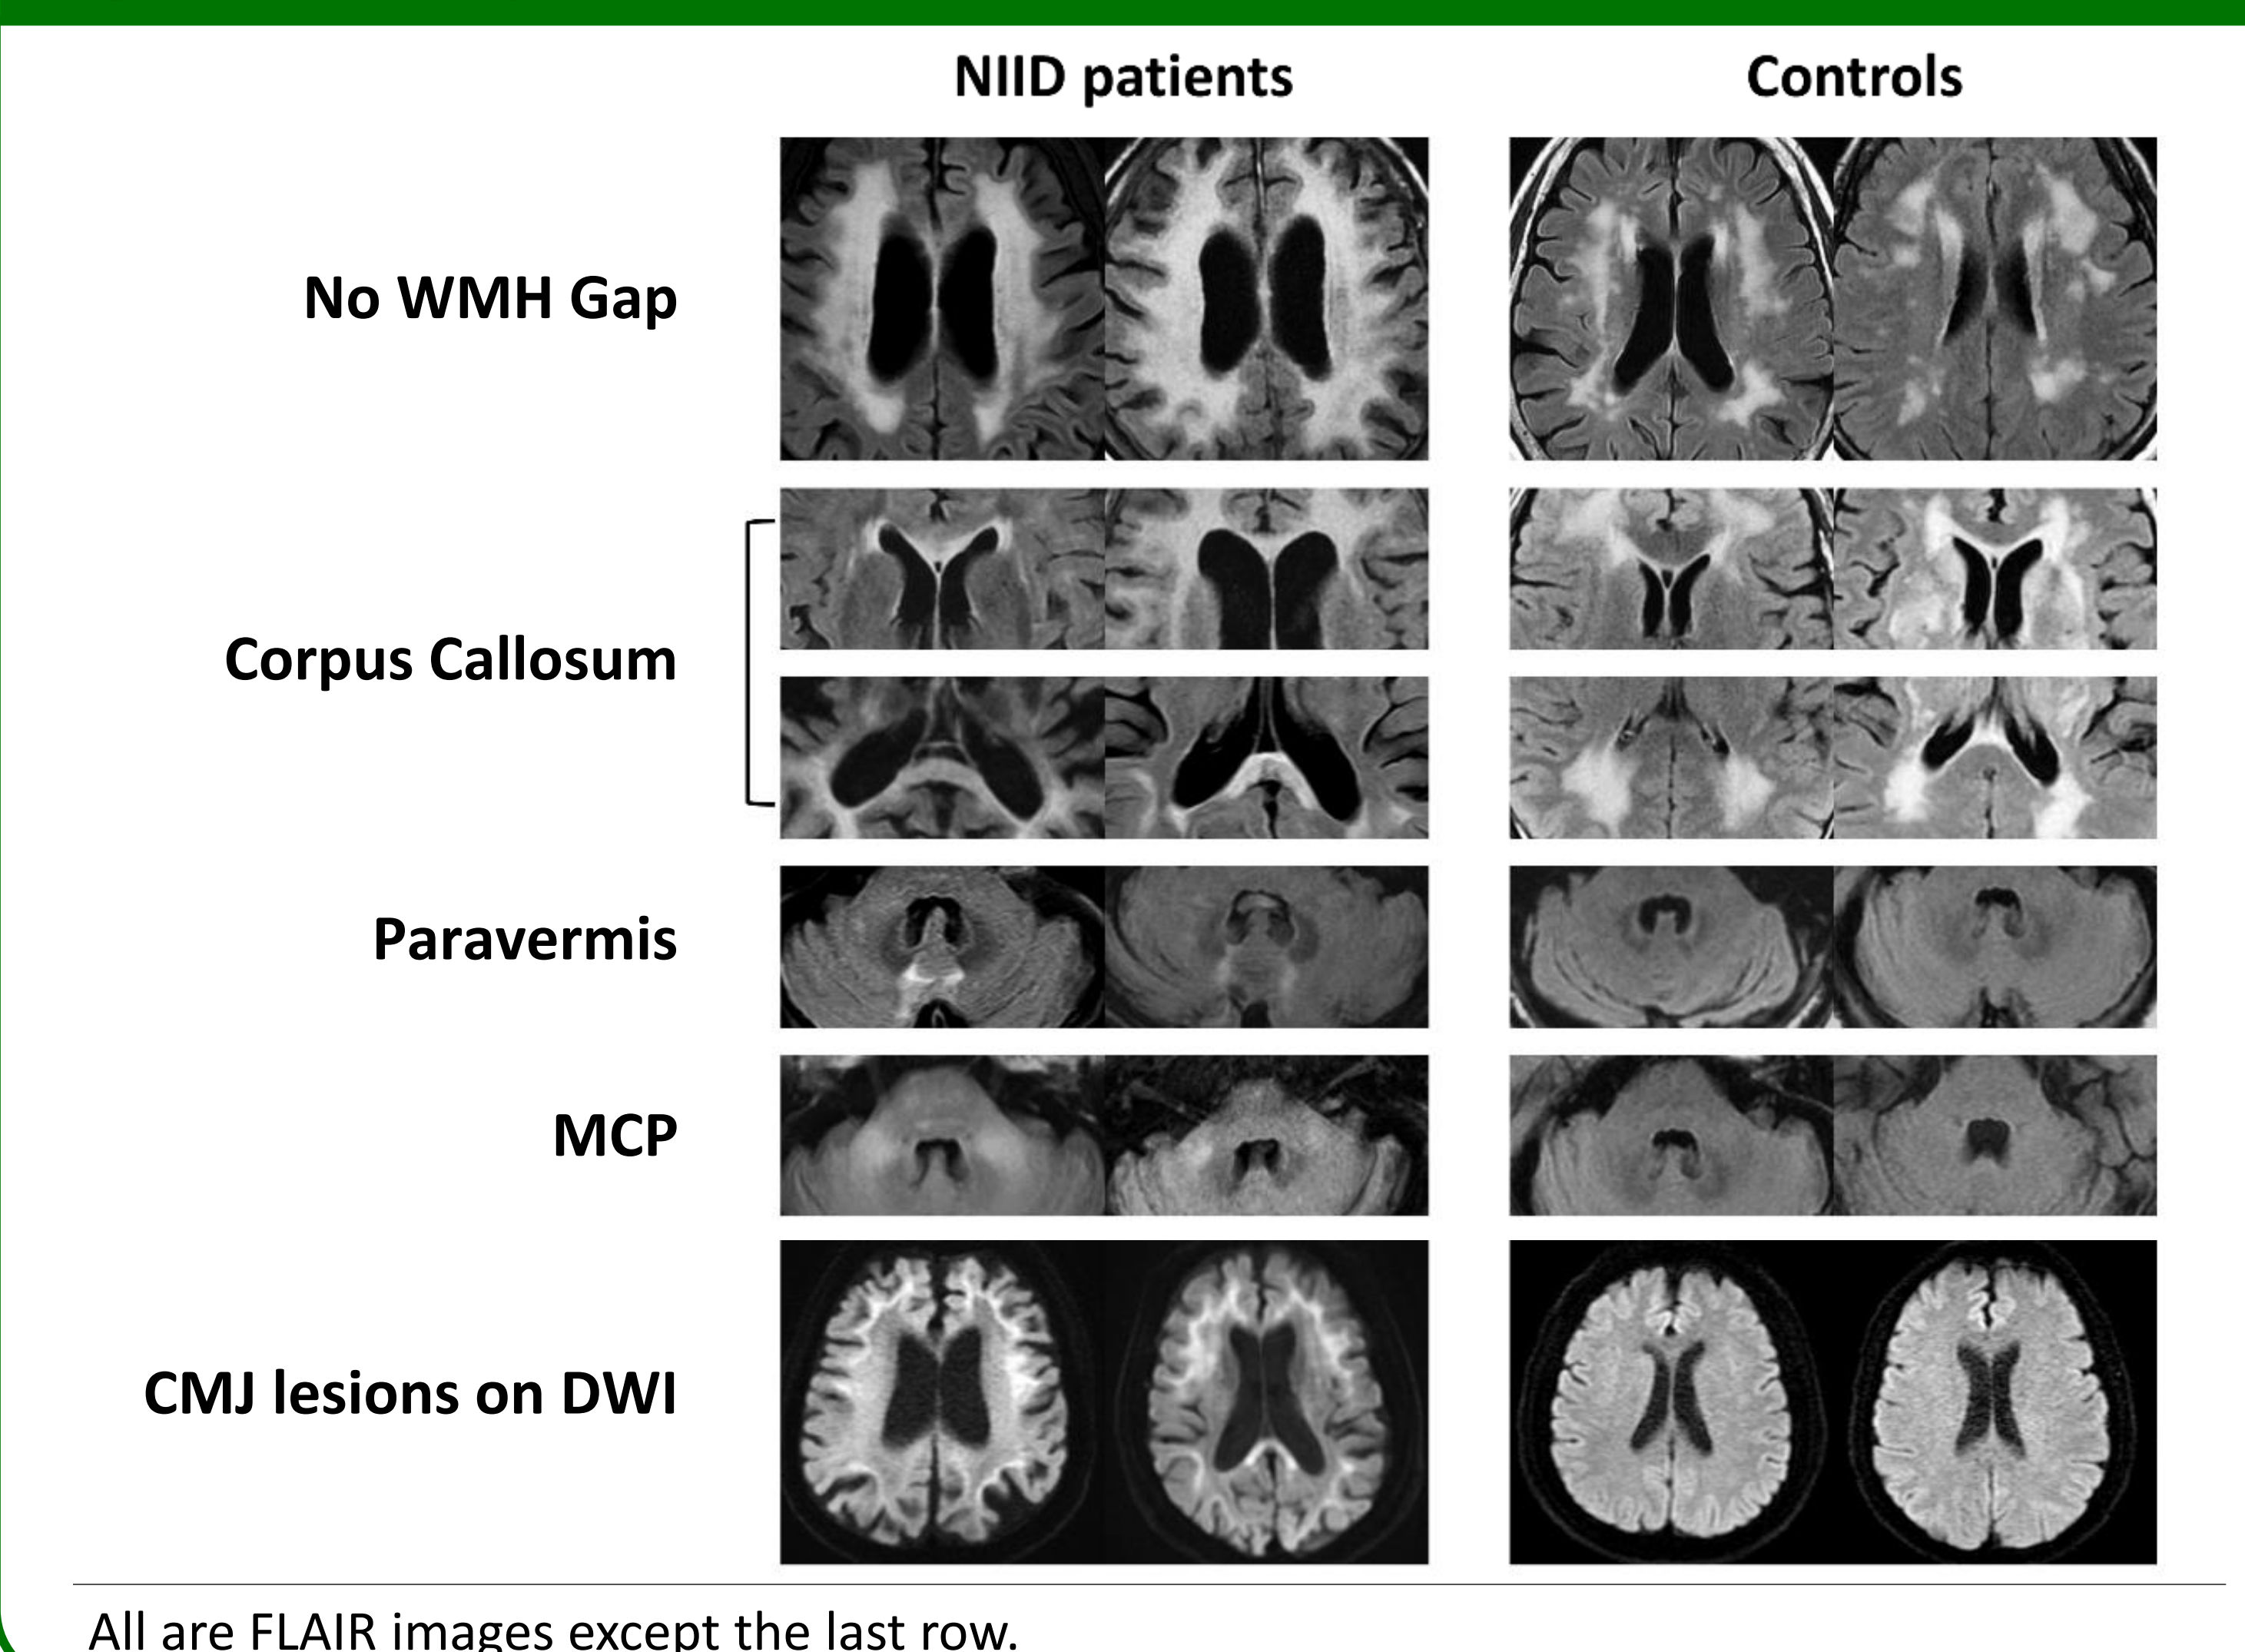 NIID patients
Controls
No WMH Gap
Corpus Callosum
Paravermis
MCP
CMJ lesions on DWI
All are FLAIR images except the last row.